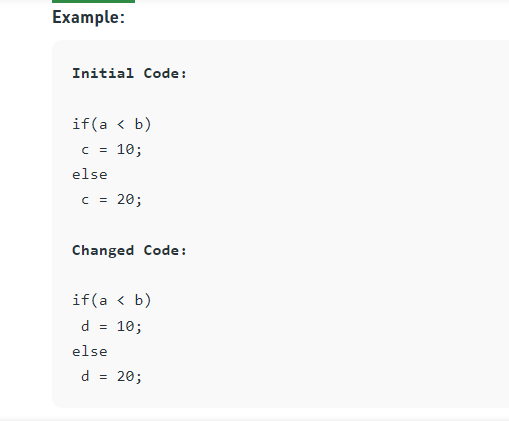 Example:
Initial Code:
if(a < b)
 c = 10;
else
 c = 20;
Changed Code:
if(a < b)
 d = 10;
else
 d = 20;